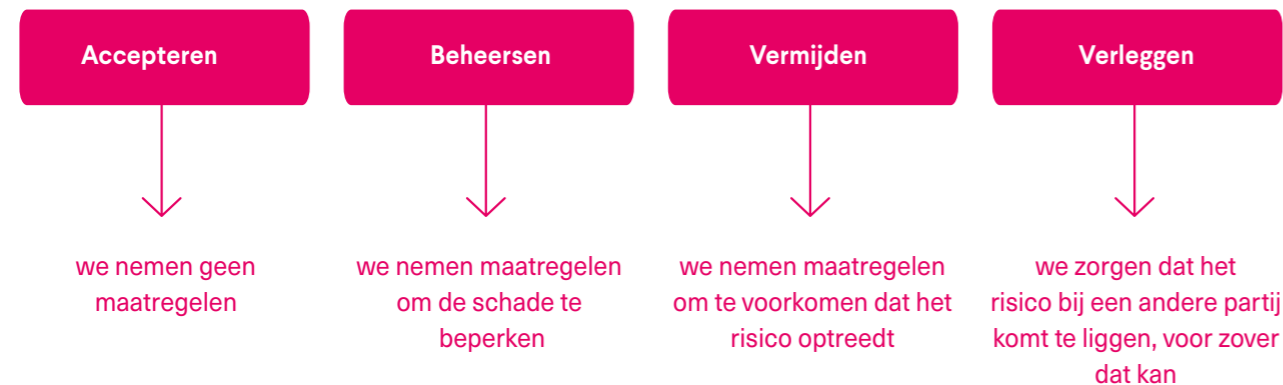 Accepteren
we nemen geen
maatregelen
Beheersen
we nemen maatregelen
om de schade te
beperken
Vermijden
we nemen maatregelen
om te voorkomen dat het
risico optreedt
Verleggen
we zorgen dat het
risico bij een andere partij
komt te liggen, voor zover
dat kan